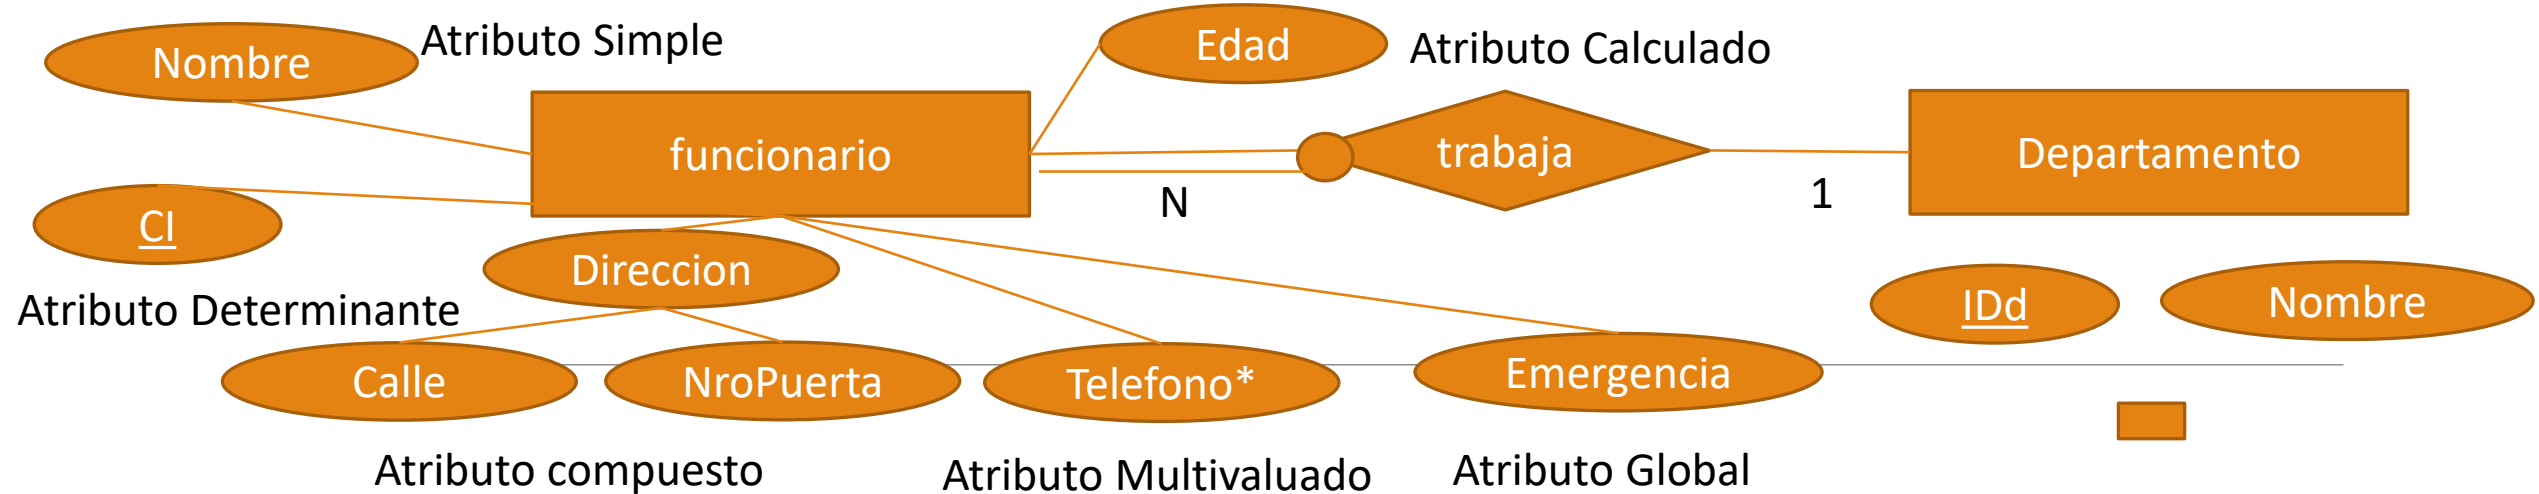 Nombre
Atributo Simple
Edad
Atributo Calculado
funcionario
trabaja
Departamento
N
1
CI
Direccion
Atributo Determinante
IDd
Nombre
Calle
NroPuerta
Telefono*
Emergencia
Atributo compuesto
Atributo Multivaluado
Atributo Global